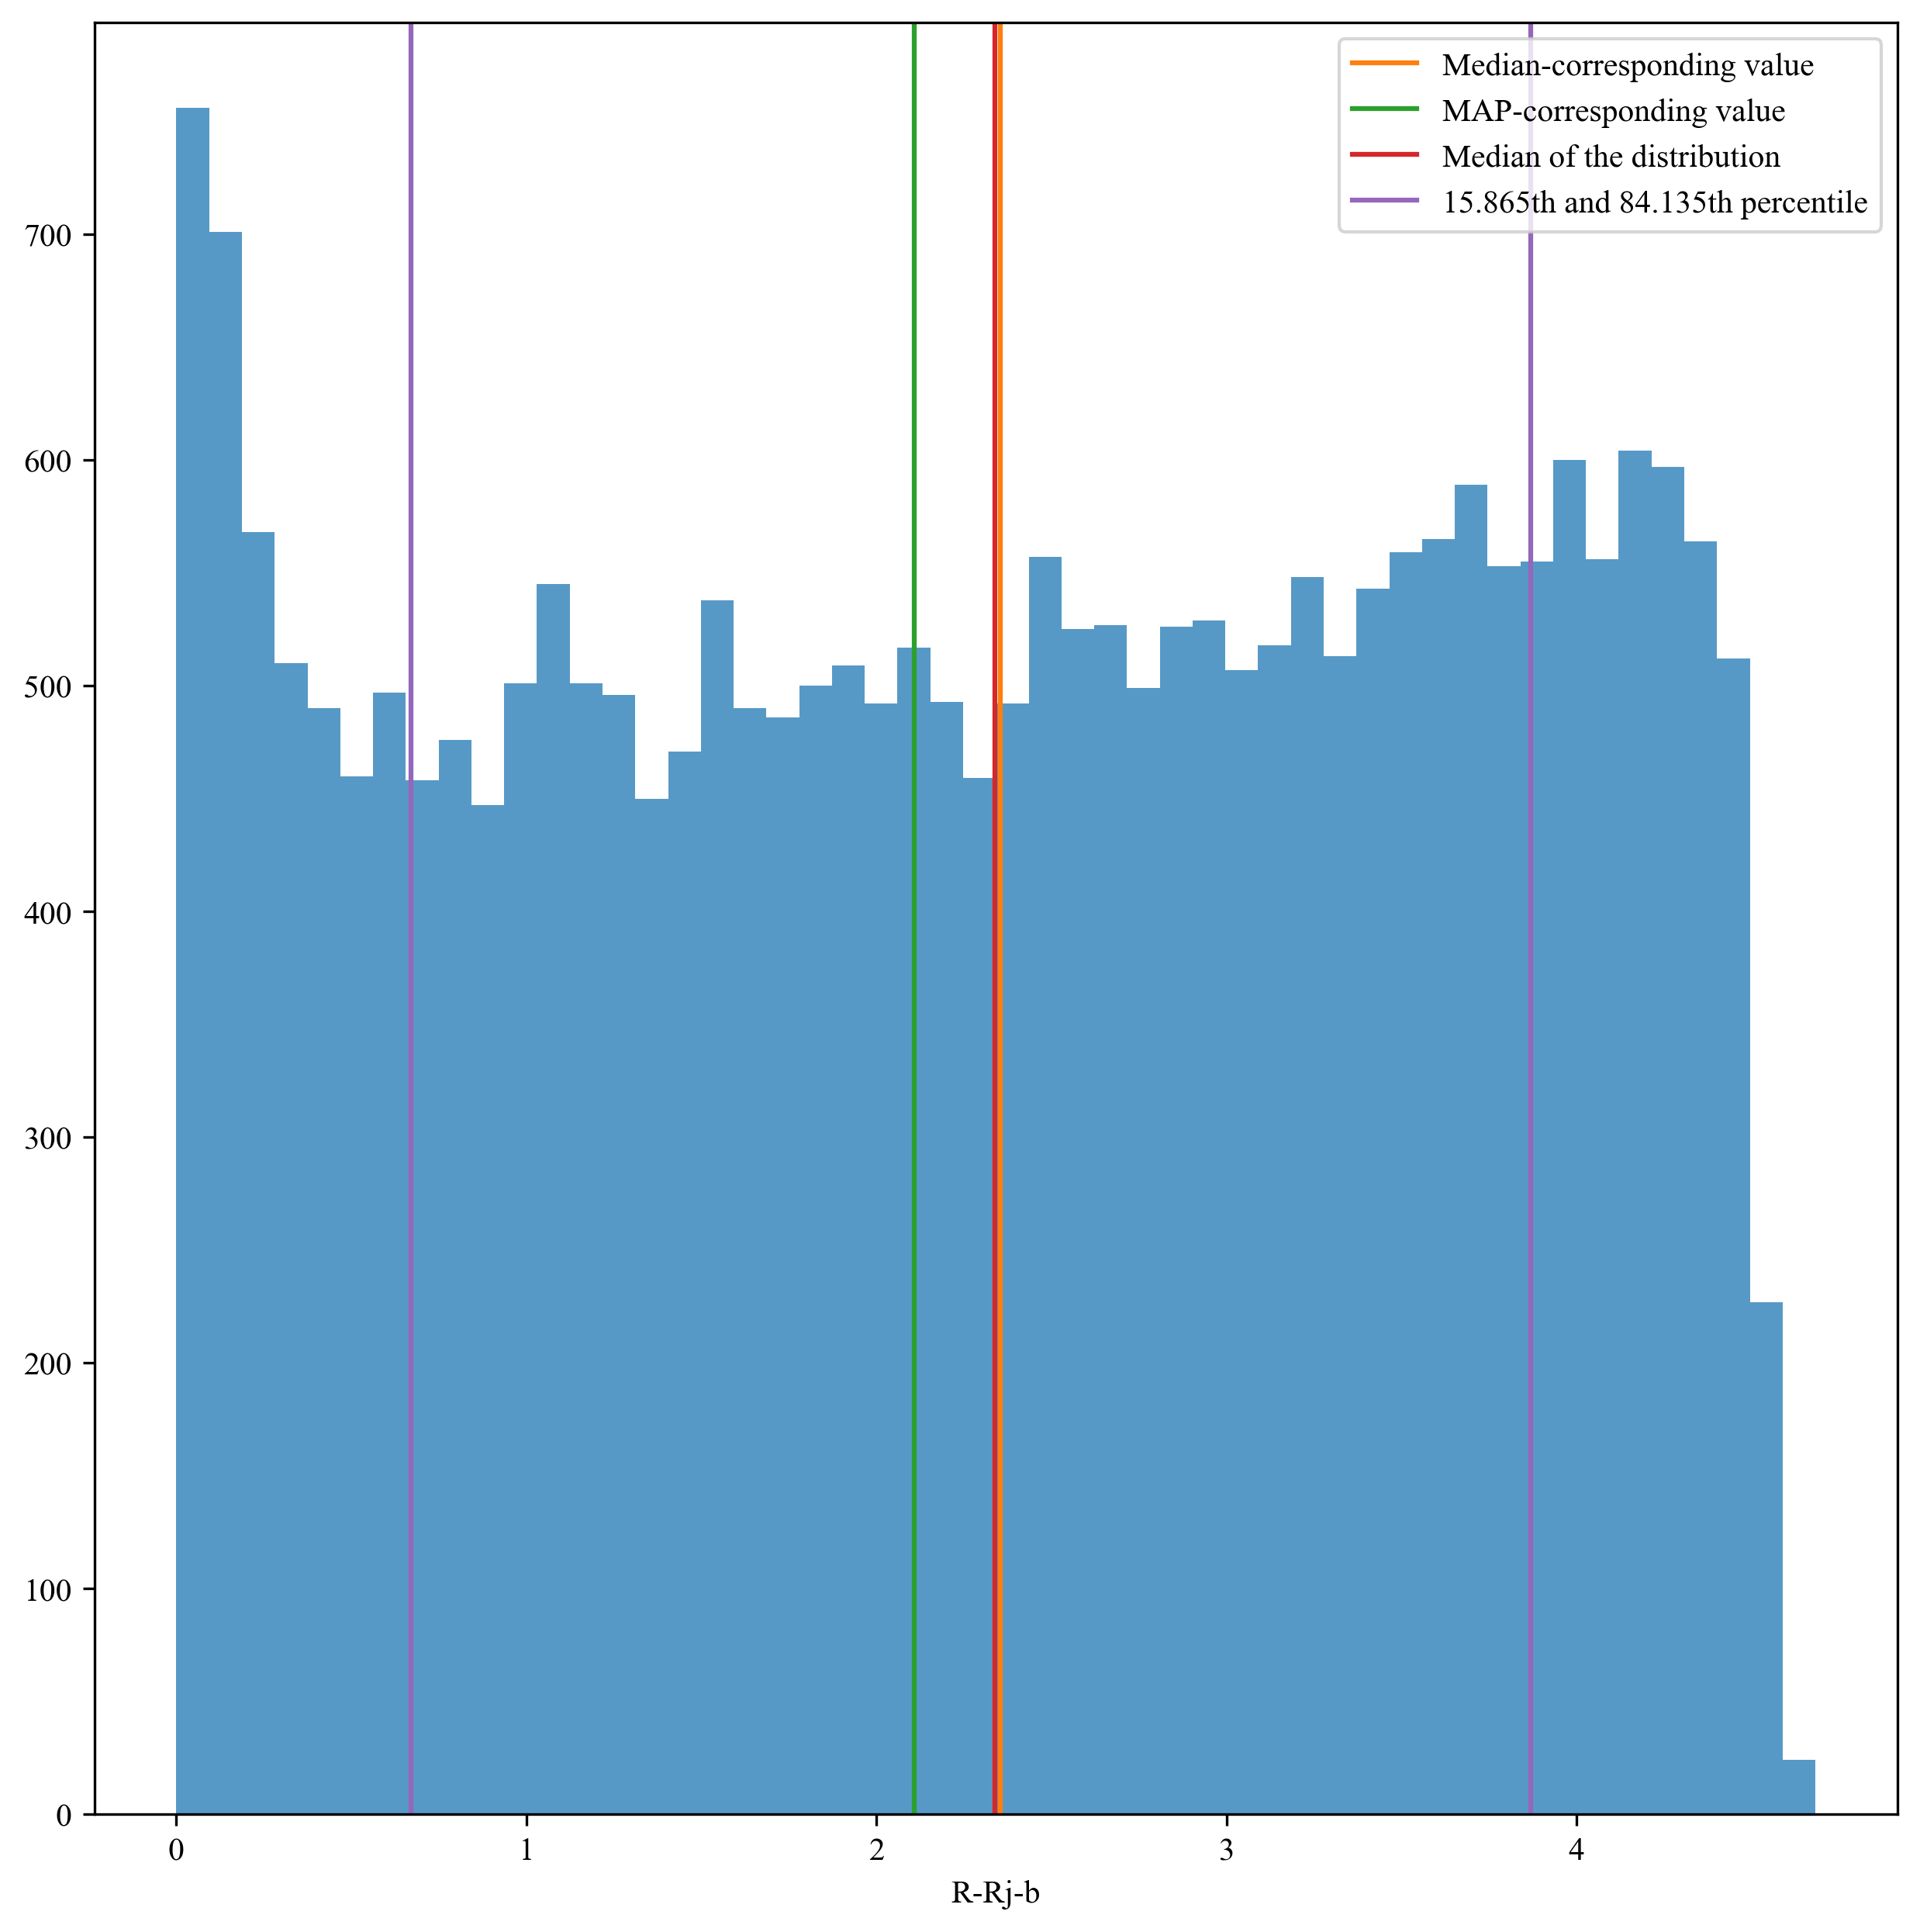 Median-corresponding value
MAP-corresponding value
Median of the distribution
15.865th and 84.135th percentile
700
600
500
400
300
200
100
0
0 1 2 3 4
R-Rj-b